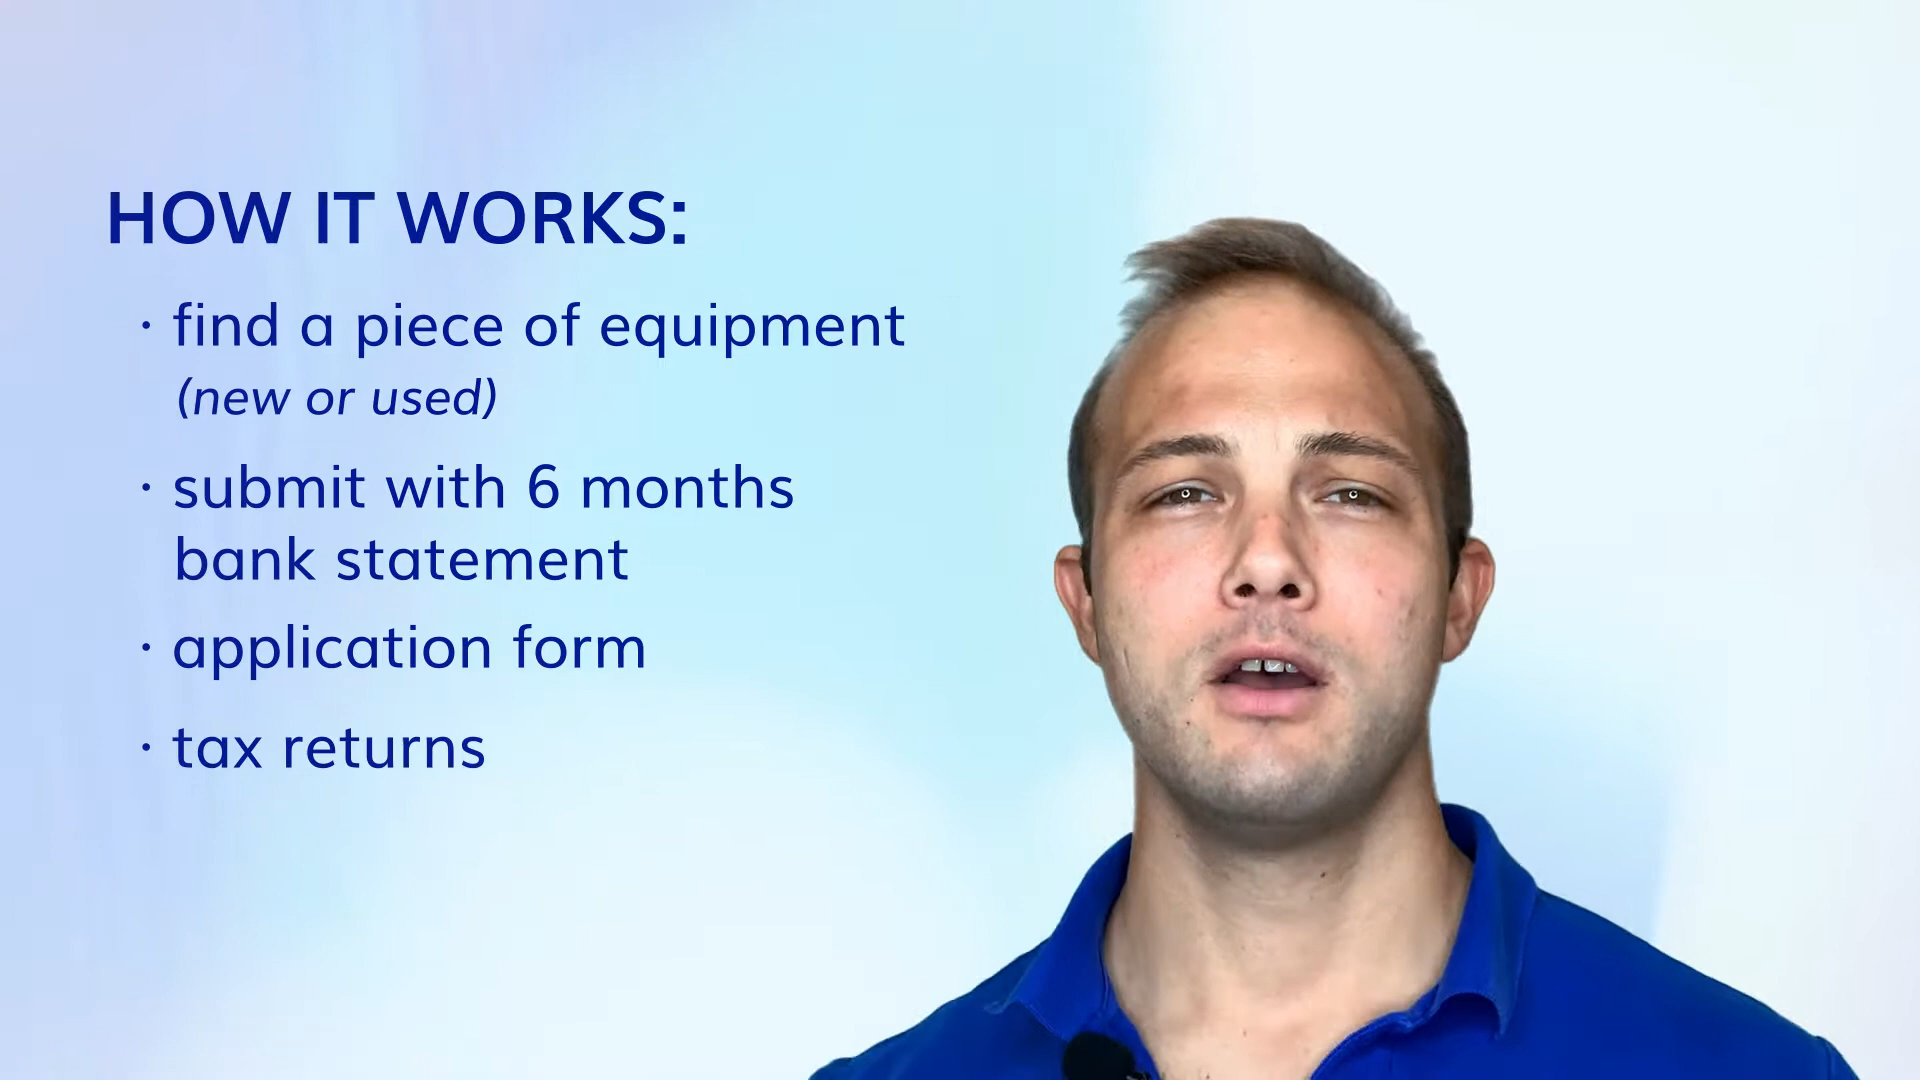 HOW IT WORKS:
· find a piece of equipment
(new or used)
· submit with 6 months
bank statement
· application form
· tax returns